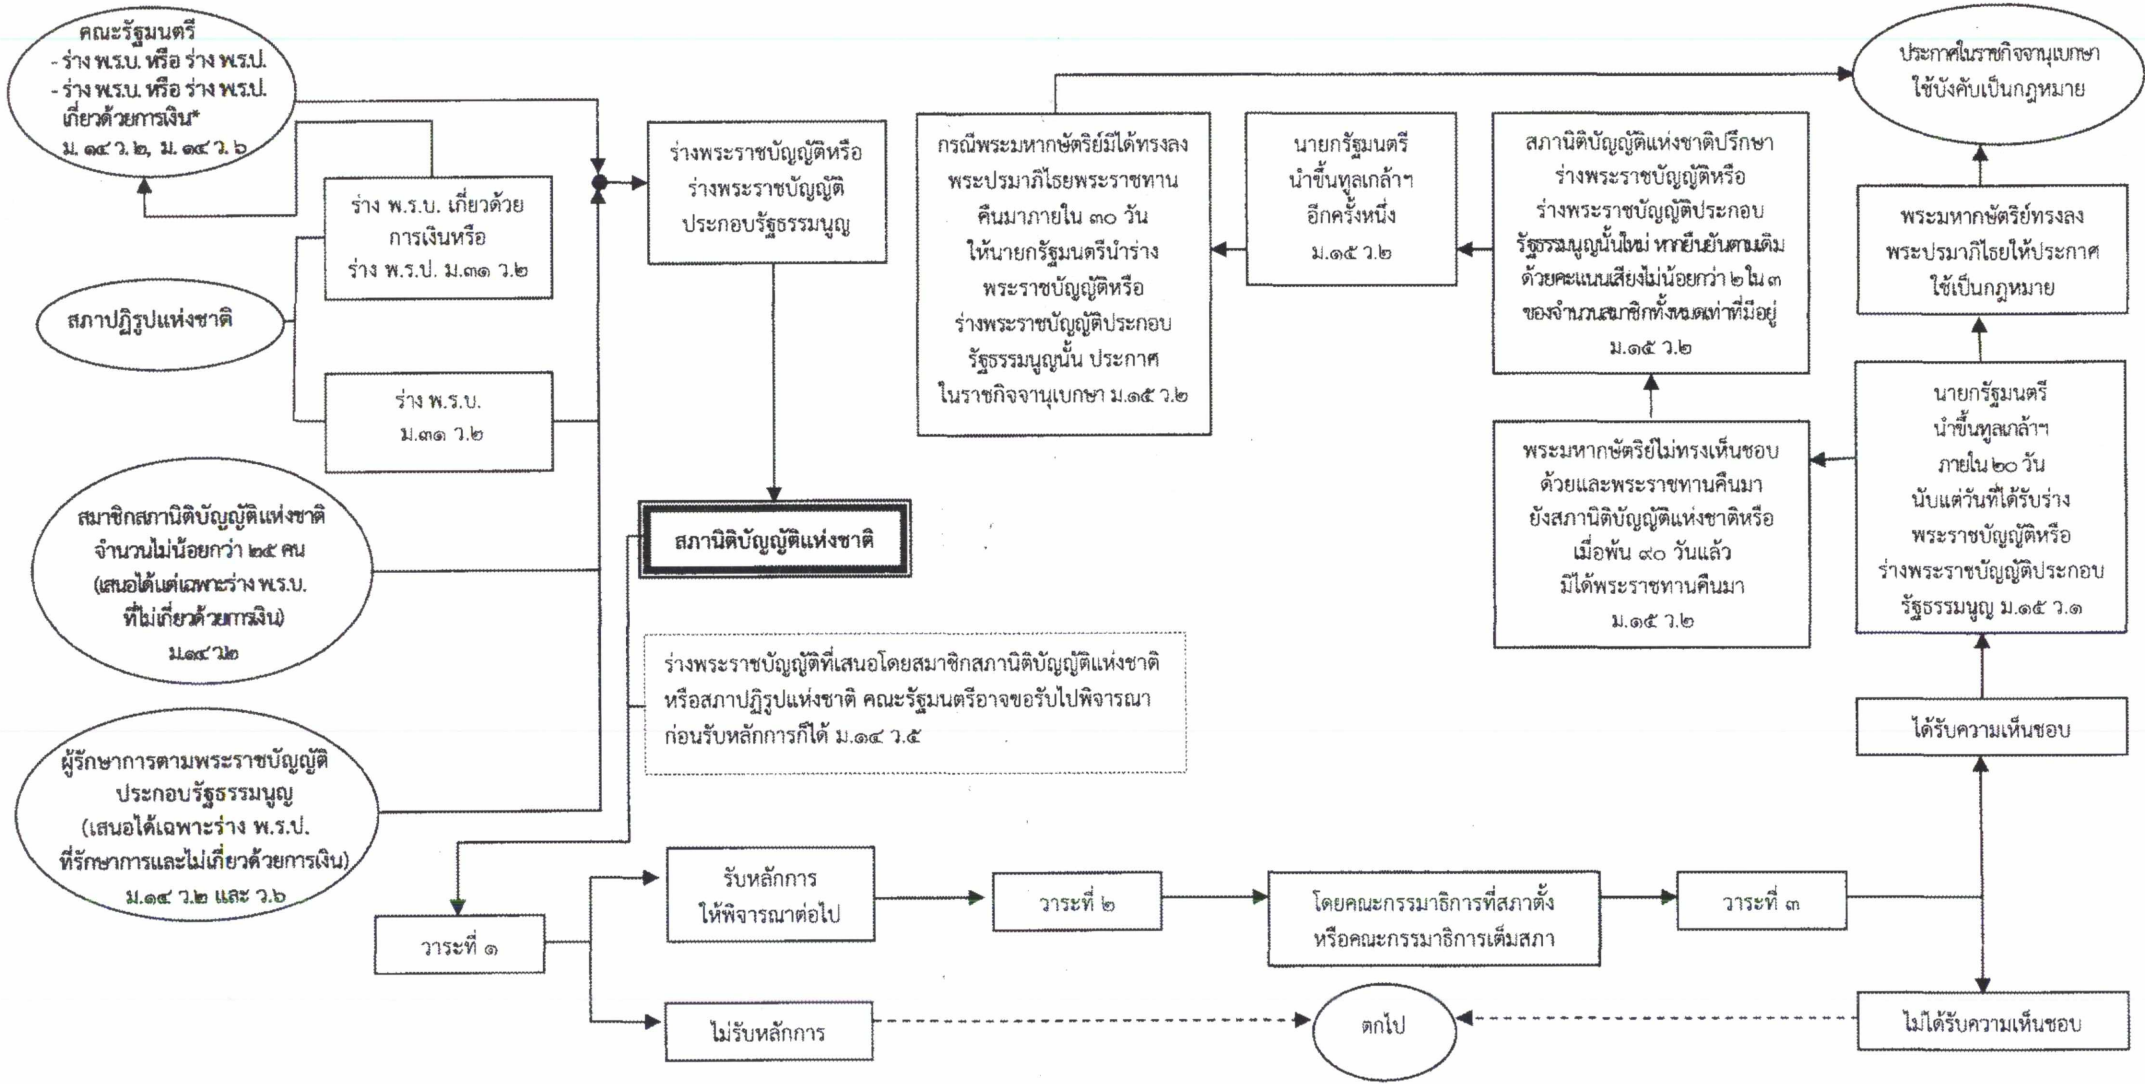 คณะรัฐมนตรี
- ร่าง พ.ร.บ. หรือ ร่าง พ.ร.ป.
- ร่าง พ.ร.บ. หรือ ร่าง พ.ร.ป.
เกี่ยวด้วยการเงิน*
ม. ๑๔ ว. ๒, ม. ๑๔ ว. ๖
ร่าง พ.ร.บ. เกี่ยวด้วย
การเงินหรือ
ร่าง พ.ร.ป. ม.๓๑ ว.๒
สภาปฏิรูปแห่งชาติ
ร่าง พ.ร.บ.
ม.๓๑ ว.๒
สมาชิกสภานิติบัญญัติแห่งชาติ
จำนวนไม่น้อยกว่า ๒๕ คน
(เสนอได้แต่เฉพาะร่าง พ.ร.บ.
ที่ไม่เกี่ยวด้วยการเงิน)
ม.๑๔ ว.๒
ผู้รักษาการตามพระราชบัญญัติ
ประกอบรัฐธรรมนูญ
(เสนอได้เฉพาะร่าง พ.ร.ป.
ที่รักษาการและไม่เกี่ยวด้วยการเงิน)
ม.๑๔ ว.๒ และ ว.๖
ร่างพระราชบัญญัติหรือ
ร่างพระราชบัญญัติ
ประกอบรัฐธรรมนูญ
สภานิติบัญญัติแห่งชาติ
ร่างพระราชบัญญัติที่เสนอโดยสมาชิกสภานิติบัญญัติแห่งชาติ
หรือสภาปฏิรูปแห่งชาติ คณะรัฐมนตรีอาจขอรับไปพิจารณา
ก่อนรับหลักการก็ได้ ม.๑๔ ว.๕
วาระที่ ๑
รับหลักการ
ให้พิจารณาต่อไป
ไม่รับหลักการ
วาระที่ ๒
โดยคณะกรรมาธิการที่สภาตั้ง
หรือคณะกรรมาธิการเต็มสภา
วาระที่ ๓
ตกไป
ไม่ได้รับความเห็นชอบ
ได้รับความเห็นชอบ
นายกรัฐมนตรี
นำขึ้นทูลเกล้าฯ
ภายใน ๒๐ วัน
นับแต่วันที่ได้รับร่าง
พระราชบัญญัติหรือ
ร่างพระราชบัญญัติประกอบ
รัฐธรรมนูญ ม.๑๕ ว.๑
พระมหากษัตริย์ทรงลง
พระปรมาภิไธยให้ประกาศ
ใช้เป็นกฎหมาย
ประกาศในราชกิจจานุเบกษา
ใช้บังคับเป็นกฎหมาย
พระมหากษัตริย์ไม่ทรงเห็นชอบ
ด้วยและพระราชทานคืนมา
ยังสภานิติบัญญัติแห่งชาติหรือ
เมื่อพ้น ๙๐ วันแล้ว
มิได้พระราชทานคืนมา
ม.๑๕ ว.๒
สภานิติบัญญัติแห่งชาติปรึกษา
ร่างพระราชบัญญัติหรือ
ร่างพระราชบัญญัติประกอบ
รัฐธรรมนูญนั้นใหม่ หากยืนยันตามเดิม
ด้วยคะแนนเสียงไม่น้อยกว่า ๒ ใน ๓
ของจำนวนสมาชิกทั้งหมดเท่าที่มีอยู่
ม.๑๕ ว.๒
นายกรัฐมนตรี
นำขึ้นทูลเกล้าฯ
อีกครั้งหนึ่ง
ม.๑๕ ว.๒
กรณีพระมหากษัตริย์มิได้ทรงลง
พระปรมาภิไธยพระราชทาน
คืนมาภายใน ๓๐ วัน
ให้นายกรัฐมนตรีนำร่าง
พระราชบัญญัติหรือ
ร่างพระราชบัญญัติประกอบ
รัฐธรรมนูญนั้น ประกาศ
ในราชกิจจานุเบกษา ม.๑๕ ว.๒